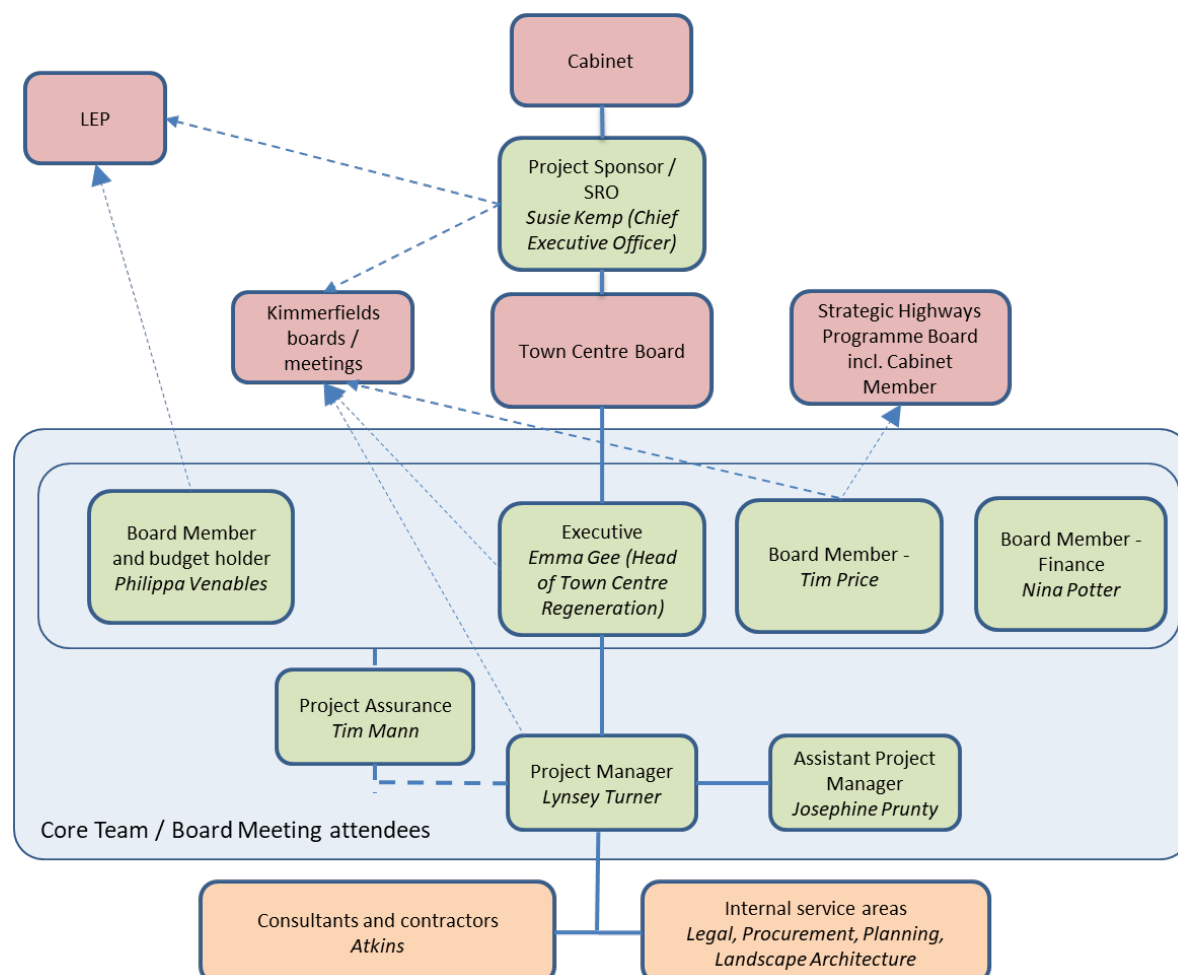 Cabinet
LEP
Project Sponsor /
SRO
Susie Kemp (Chief
Executive Officer)
Kimmerfields
boards /
meetings
Town Centre Board
Strategic Highways
Programme Board
incl. Cabinet
Member
Board Member
and budget holder
Philippa Venables
Executive
Emma Gee (Head
of Town Centre
Regeneration)
Board Member -
Tim Price
Board Member -
Finance
Nina Potter
Project Assurance
Tim Mann
Project Manager
Lynsey Turner
Assistant Project
Manager
Josephine Prunty
Core Team / Board Meeting attendees
Consultants and contractors
Atkins
Internal service areas
Legal, Procurement, Planning,
Landscape Architecture